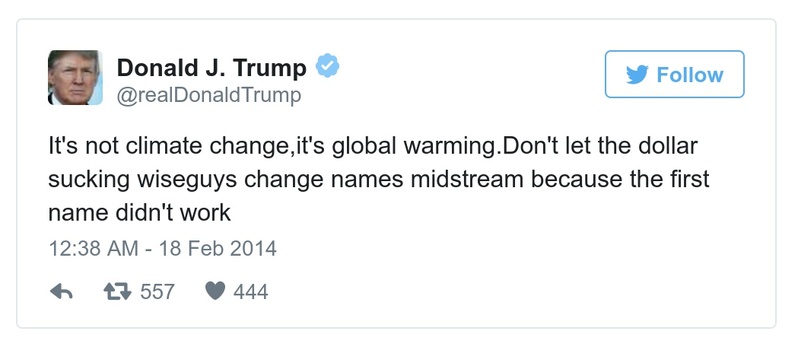 Donald J. Trump
@realDonaldTrump
Follow
It's not climate change,it's global warming.Don't let the dollar
sucking wiseguys change names midstream because the first
name didn't work
12:38 AM - 18 Feb 2014
557 444